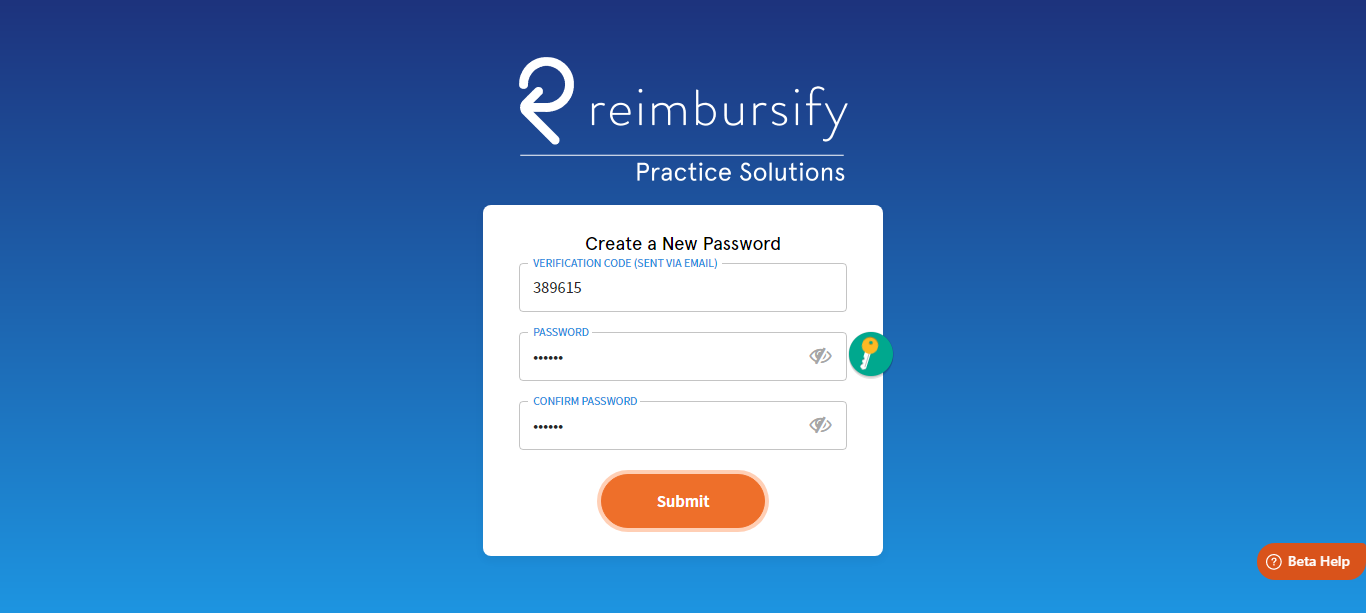 reimbursify
Practice Solutions
Create a New Password
VERIFICATION CODE (SENT VIA EMAIL)
389615
PASSWORD
••••••
CONFIRM PASSWORD
••••••
Submit
Beta Help